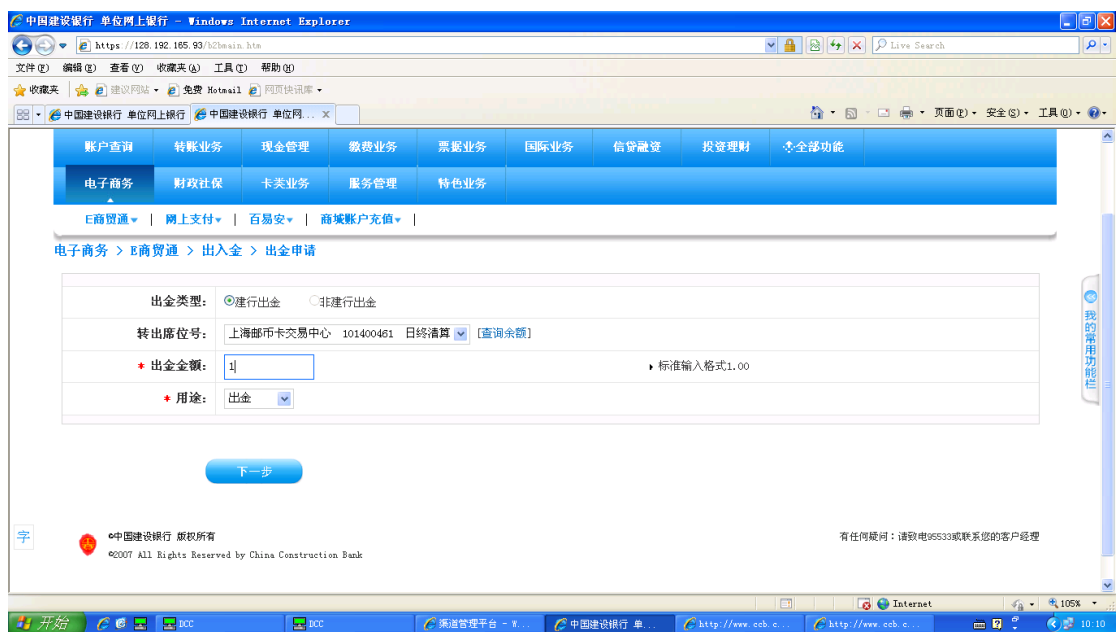 中国建设银行 单位网上银行 - Windows Internet Explorer
https://128.192.165.93/b2bmain.htm
Live Search
文件(F) 编辑(E) 查看(V) 收藏夹(A) 工具(T) 帮助(H)
收藏夹 建议网站 免费 Hotmail 网页快讯库
中国建设银行 单位网上银行 中国建设银行 单位网... X 页面(P) 安全(S) 工具(O)
账户查询 转账业务 现金管理 缴费业务 票据业务 国际业务 信贷融资 投资理财 全部功能
电子商务 财政社保 卡类业务 服务管理 特色业务
E商贸通 | 网上支付 | 百易安 | 商城账户充值 |
电子商务 > E商贸通 > 出入金 > 出金申请
出金类型: 建行出金 非建行出金
转出席位号: 上海邮币卡交易中心 101400461 日终清算 [查询余额]
* 出金金额: 1 标准输入格式1.00
* 用途: 出金
下一步
我的常用功能栏
字
©中国建设银行 版权所有 有任何疑问：请致电95533或联系您的客户经理
©2007 All Rights Reserved by China Construction Bank
Internet 105%
开始 DCC DCC 渠道管理平台 - W... 中国建设银行 单... http://www.ccb.c... http://www.ccb.c... 10:10